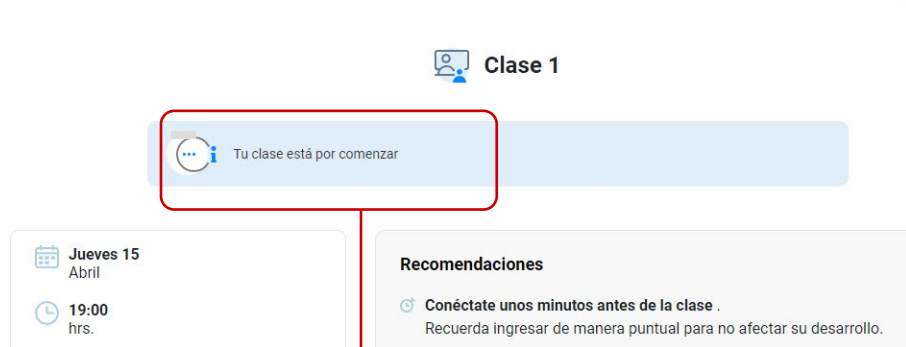 Clase 1
Tu clase está por comenzar
Jueves 15
Abril
19:00
hrs.
Recomendaciones
Conéctate unos minutos antes de la clase .
Recuerda ingresar de manera puntual para no afectar su desarrollo.